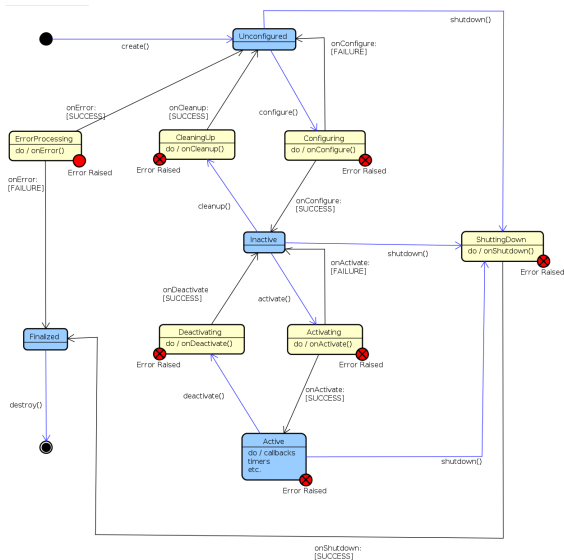 shutdown()
Unconfigured
create()
onConfigure:
[FAILURE]
onError:
[SUCCESS]
onCleanup:
[SUCCESS]
configure()
ErrorProcessing
do / onError()
Error Raised
CleaningUp
do / onCleanup()
Error Raised
Configuring
do / onConfigure()
Error Raised
onError:
[FAILURE]
cleanup()
onConfigure:
[SUCCESS]
Inactive
shutdown()
ShuttingDown
do / onShutdown()
Error Raised
onDeactivate
[SUCCESS]
activate()
onActivate:
[FAILURE]
Finalized
Deactivating
do / onDeactivate()
Error Raised
Activating
do / onActivate()
Error Raised
destroy()
deactivate()
onActivate:
[SUCCESS]
Active
do / callbacks
timers
etc.
Error Raised
shutdown()
onShutdown:
[SUCCESS]